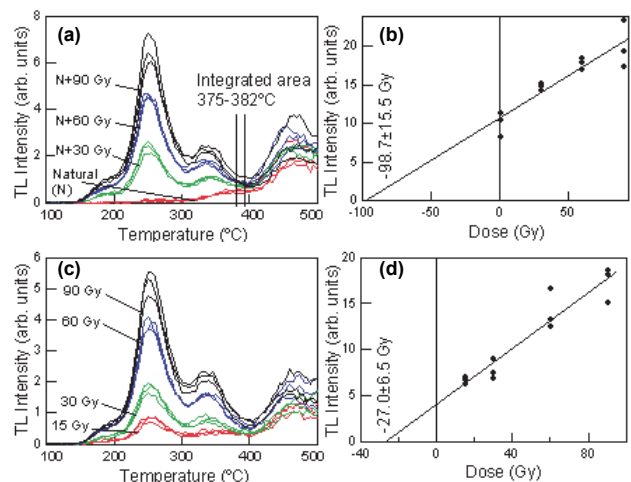 (a)
TL Intensity (arb. units)
8
6
4
2
0
N+90 Gy
N+60 Gy
N+30 Gy
Natural
(N)
Integrated area
375-382°C
100 200 300 400 500
Temperature (°C)
(b)
TL Intensity (arb. units)
20
15
10
5
0
-98.7±15.5 Gy
-100 -50 0 50
Dose (Gy)
(c)
TL Intensity (arb. units)
6
5
4
3
2
1
0
90 Gy
60 Gy
30 Gy
15 Gy
100 200 300 400 500
Temperature (°C)
(d)
TL Intensity (arb. units)
20
15
10
5
0
-27.0±6.5 Gy
-40 0 40 80
Dose (Gy)